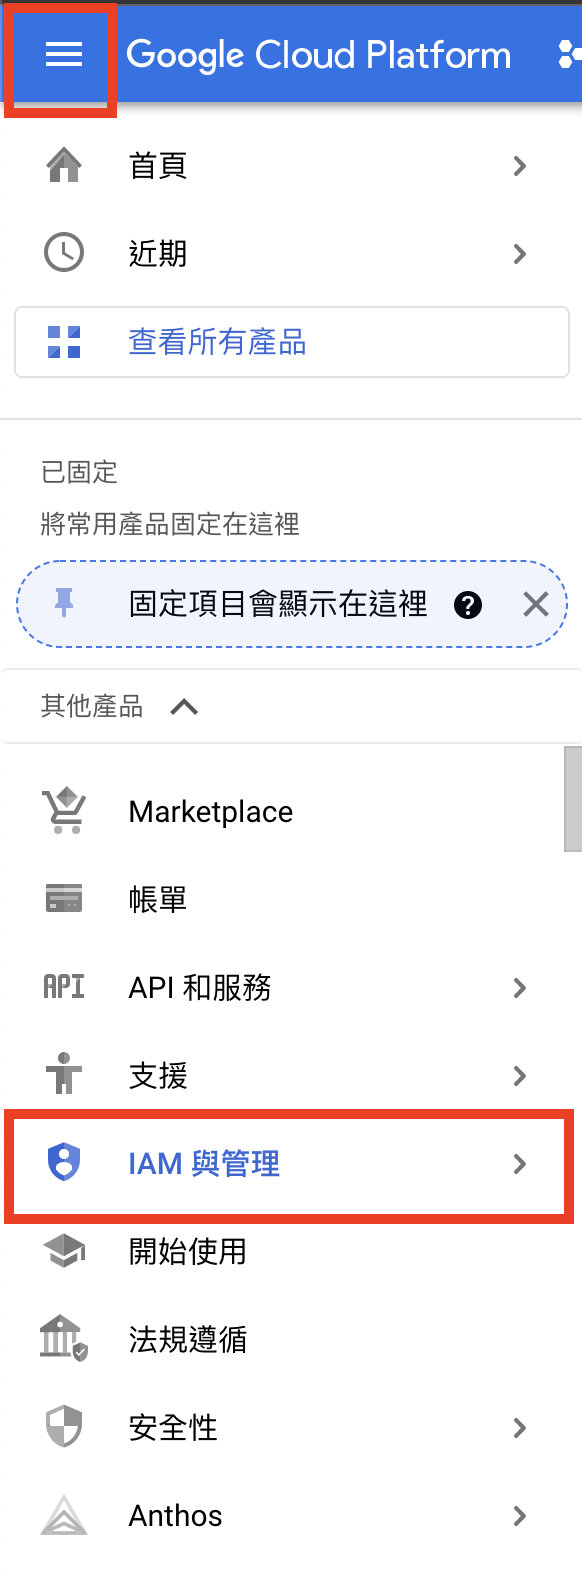 Google Cloud Platform
首頁
近期
查看所有產品
已固定
將常用產品固定在這裡
固定項目會顯示在這裡 ?
其他產品
Marketplace
帳單
API API 和服務
支援
IAM 與管理
開始使用
法規遵循
安全性
Anthos